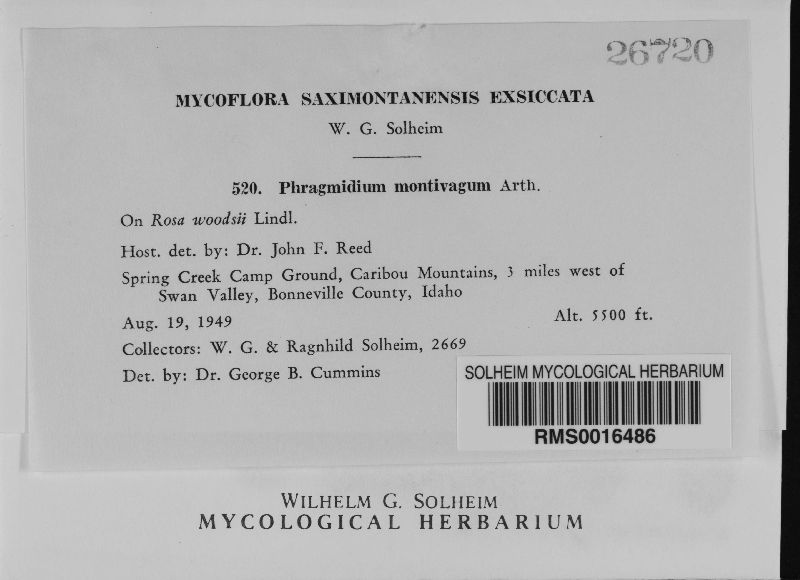 26720
MYCOFLORA SAXIMONTANENSIS EXSICCATA
W. G. Solheim
520. Phragmidium montivagum Arth.
On Rosa woodsii Lindl.
Host. det. by: Dr. John F. Reed
Spring Creek Camp Ground, Caribou Mountains, 3 miles west of
Swan Valley, Bonneville County, Idaho
Aug. 19, 1949 Alt. 5500 ft.
Collectors: W. G. & Ragnhild Solheim, 2669
Det. by: Dr. George B. Cummins
SOLHEIM MYCOLOGICAL HERBARIUM
RMS0016486
WILHELM G. SOLHEIM
MYCOLOGICAL HERBARIUM